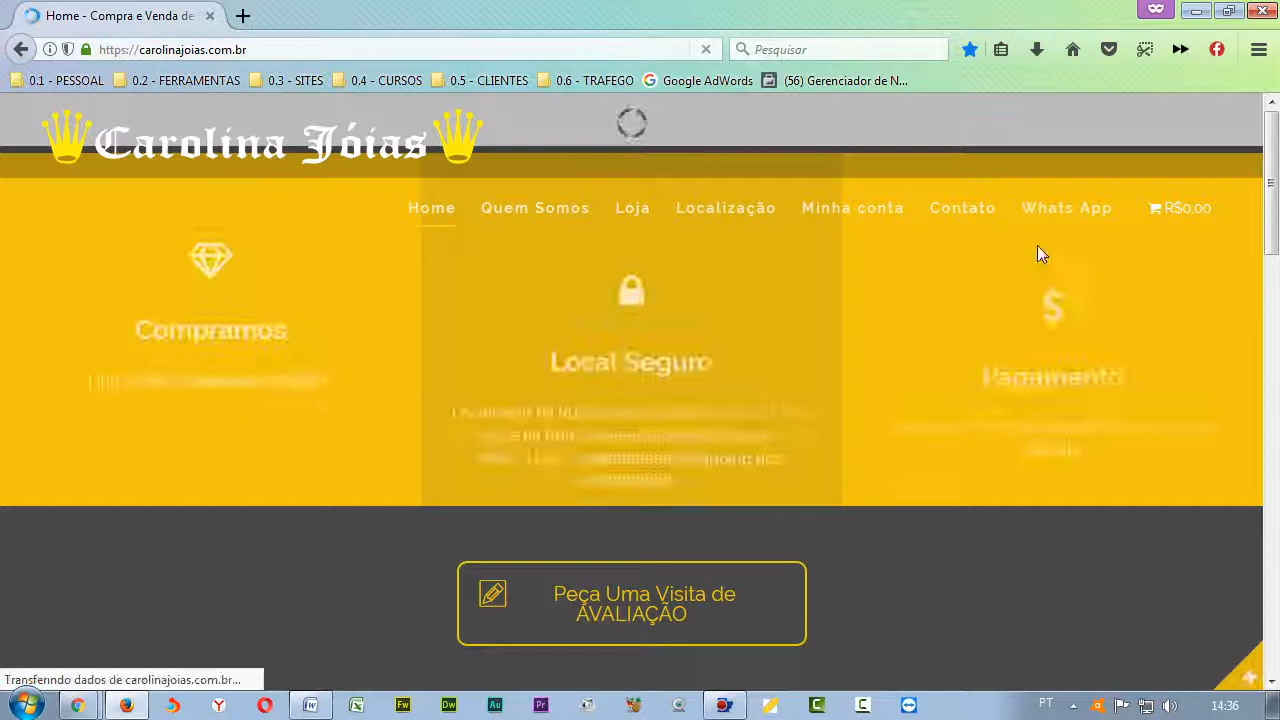 Home - Compra e Venda de
https://carolinajoias.com.br
Pesquisar
0.1 - PESSOAL
0.2 - FERRAMENTAS
0.3 - SITES
0.4 - CURSOS
0.5 - CLIENTES
0.6 - TRAFEGO
Google AdWords
(56) Gerenciador de N...
Carolina Jóias
Home
Quem Somos
Loja
Localização
Minha conta
Contato
Whats App
R$0,00
Compramos
Local Seguro
Pagamento
Peça Uma Visita de
AVALIAÇÃO
Transferindo dados de carolinajoias.com.br...
PT
14:36